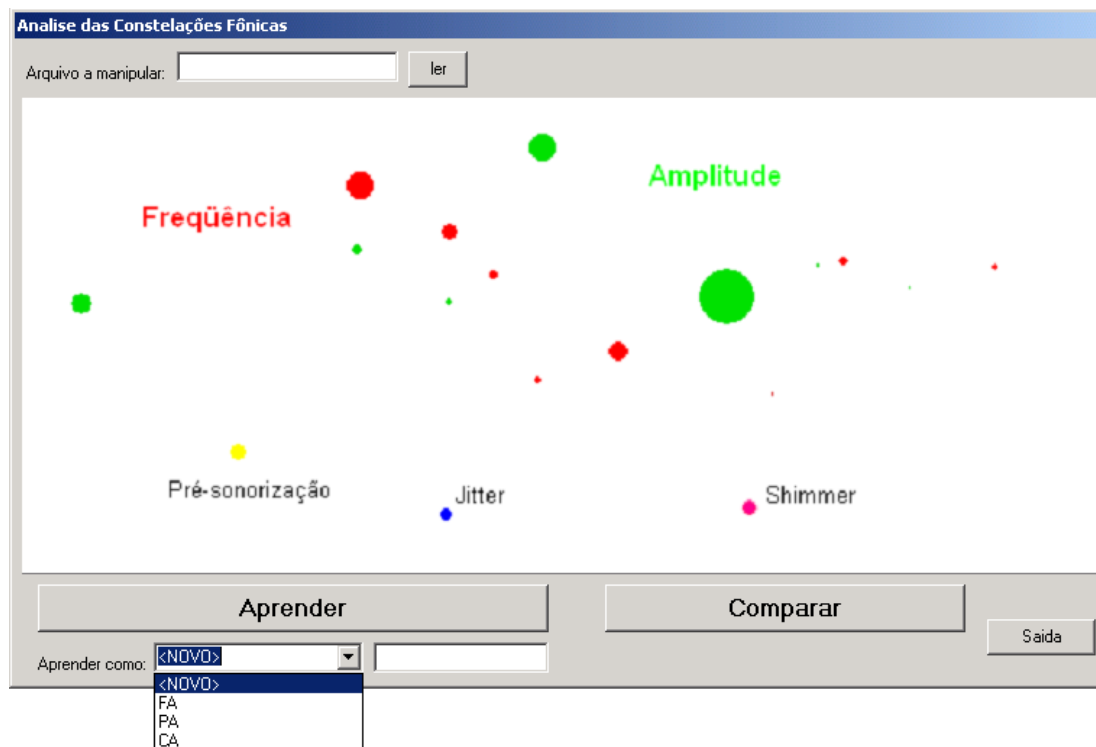 Analise das Constelações Fônicas
Arquivo a manipular:
ler
Amplitude
Freqüência
Pré-sonorização
Jitter
Shimmer
Aprender
Comparar
Saida
Aprender como:
<NOVO>
<NOVO>
FA
PA
CA